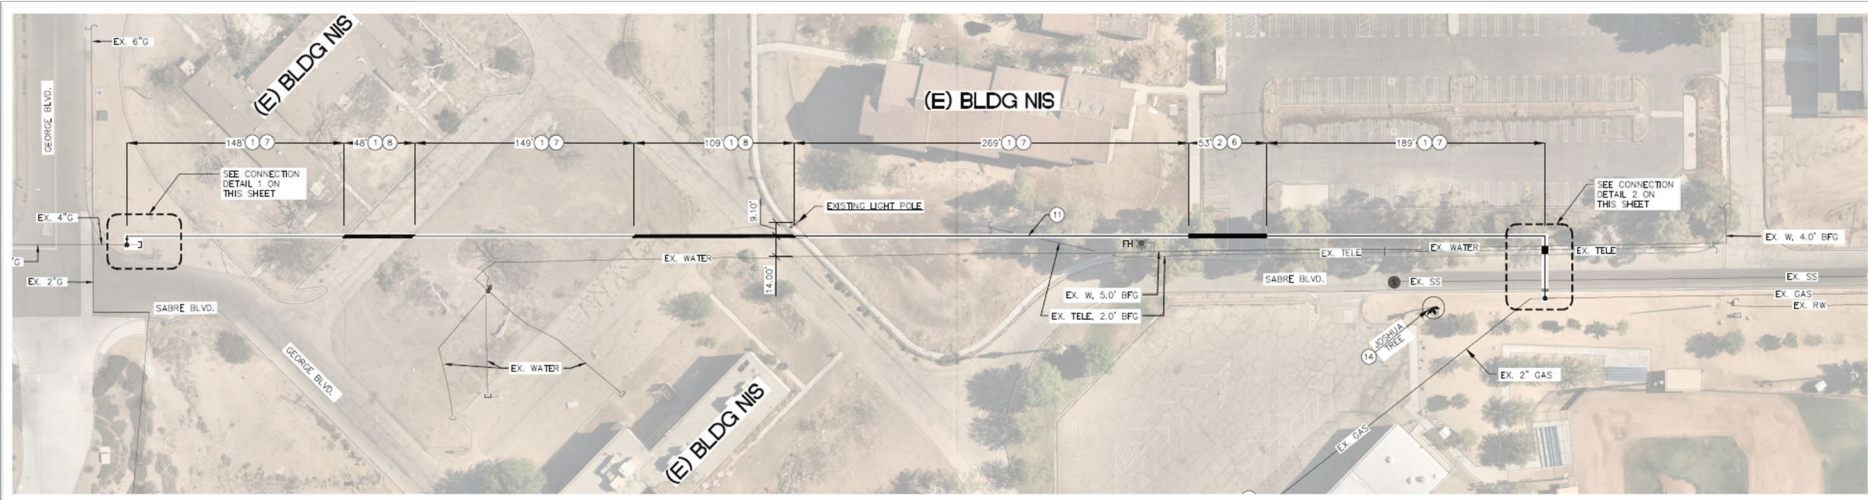 EX. 6"G
GEORGE BLVD.
(E) BLDG NIS
(E) BLDG NIS
148' 1 7
48' 1 8
149' 1 7
109' 1 8
269' 1 7
53' 2 6
189' 1 7
SEE CONNECTION
DETAIL 1 ON
THIS SHEET
SEE CONNECTION
DETAIL 2 ON
THIS SHEET
EX. 4"G
G
EX. 2"G
SABRE BLVD.
GEORGE BLVD.
9.10'
14.00'
EXISTING LIGHT POLE
11
FH
EX. WATER
EX. WATER
EX. W, 5.0' BFG
EX. TELE, 2.0' BFG
EX. TELE
EX. WATER
EX. TELE
EX. W, 4.0' BFG
SABRE BLVD.
EX. SS
EX. SS
EX. GAS
EX. RW
14
JOSHUA
TREE
EX. 2" GAS
EX. GAS
(E) BLDG NIS